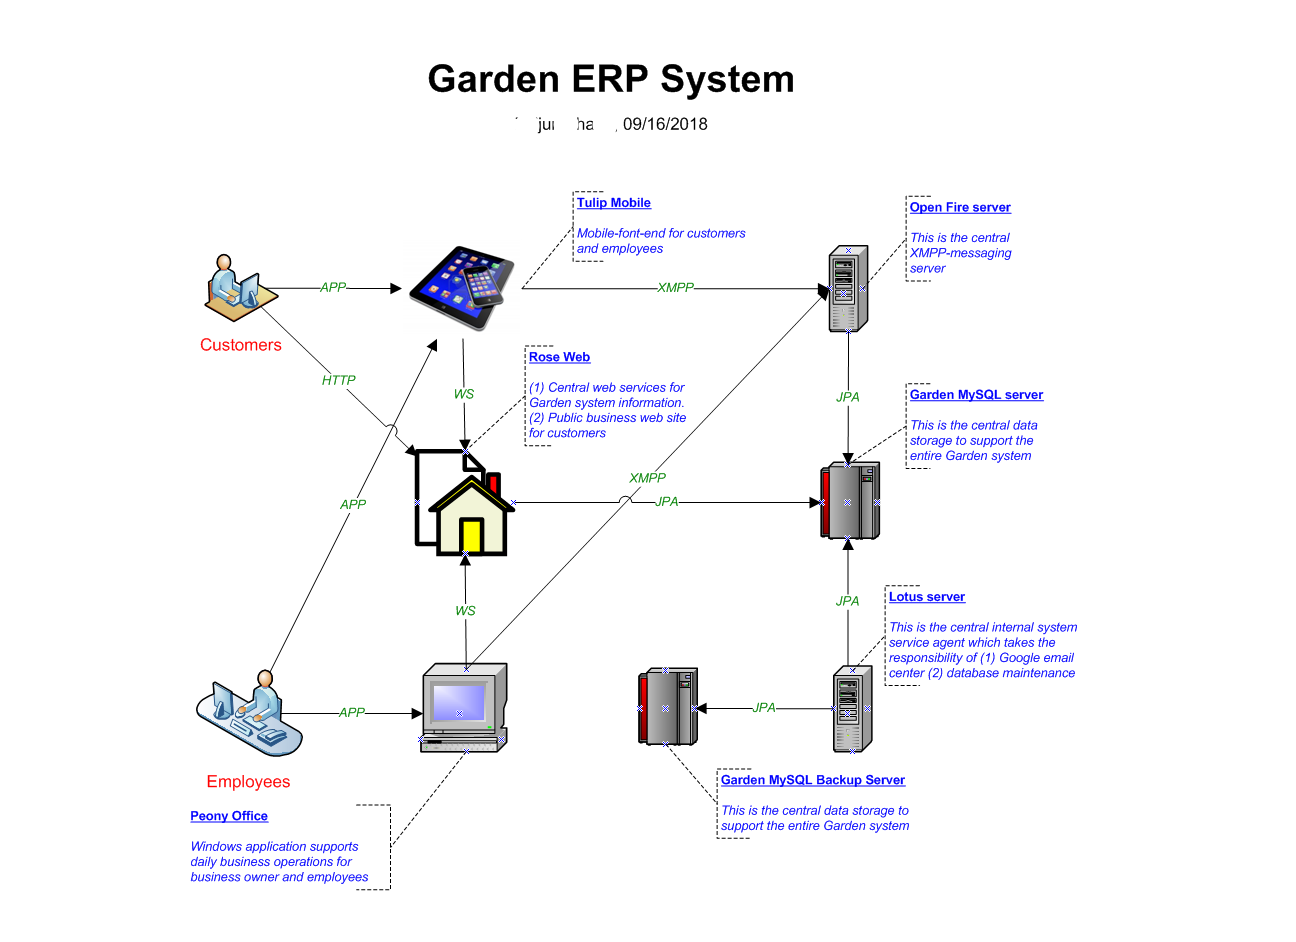 Garden ERP System
09/16/2018
Tulip Mobile
Mobile-font-end for customers
and employees
Open Fire server
This is the central
XMPP-messaging
server
APP
XMPP
Customers
HTTP
WS
Rose Web
(1) Central web services for
Garden system information.
(2) Public business web site
for customers
JPA
Garden MySQL server
This is the central data
storage to support the
entire Garden system
XMPP
APP
JPA
WS
JPA
Lotus server
This is the central internal system
service agent which takes the
responsibility of (1) Google email
center (2) database maintenance
APP
JPA
Employees
Garden MySQL Backup Server
This is the central data storage to
support the entire Garden system
Peony Office
Windows application supports
daily business operations for
business owner and employees